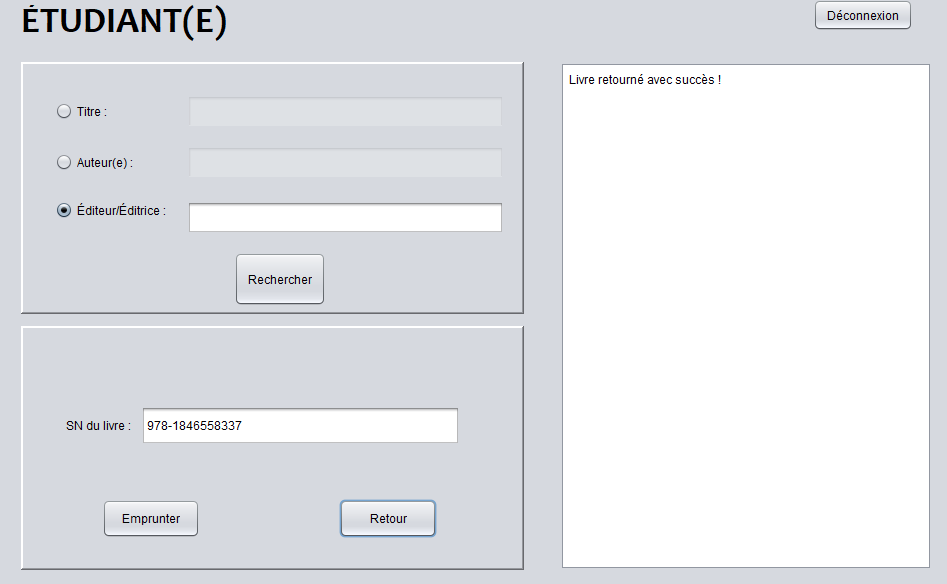 ÉTUDIANT(E)
Déconnexion
Titre :
Auteur(e) :
Éditeur/Éditrice :
Rechercher
SN du livre : 978-1846558337
Emprunter
Retour
Livre retourné avec succès !